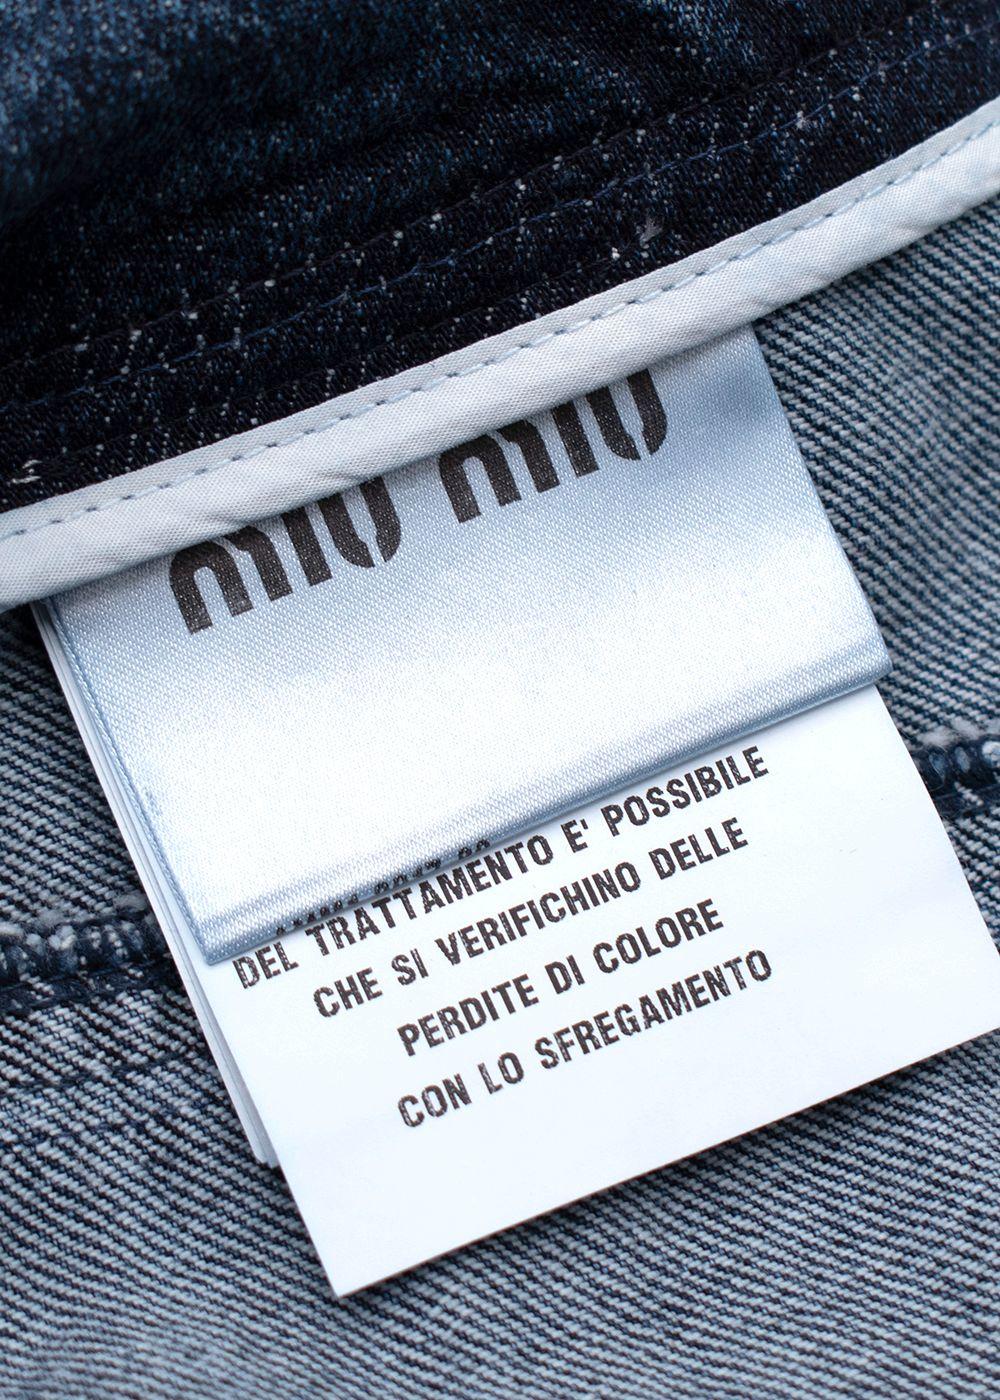 miu miu
DEL TRATTAMENTO E' POSSIBILE
CHE SI VERIFICHINO DELLE
PERDITE DI COLORE
CON LO SFREGAMENTO